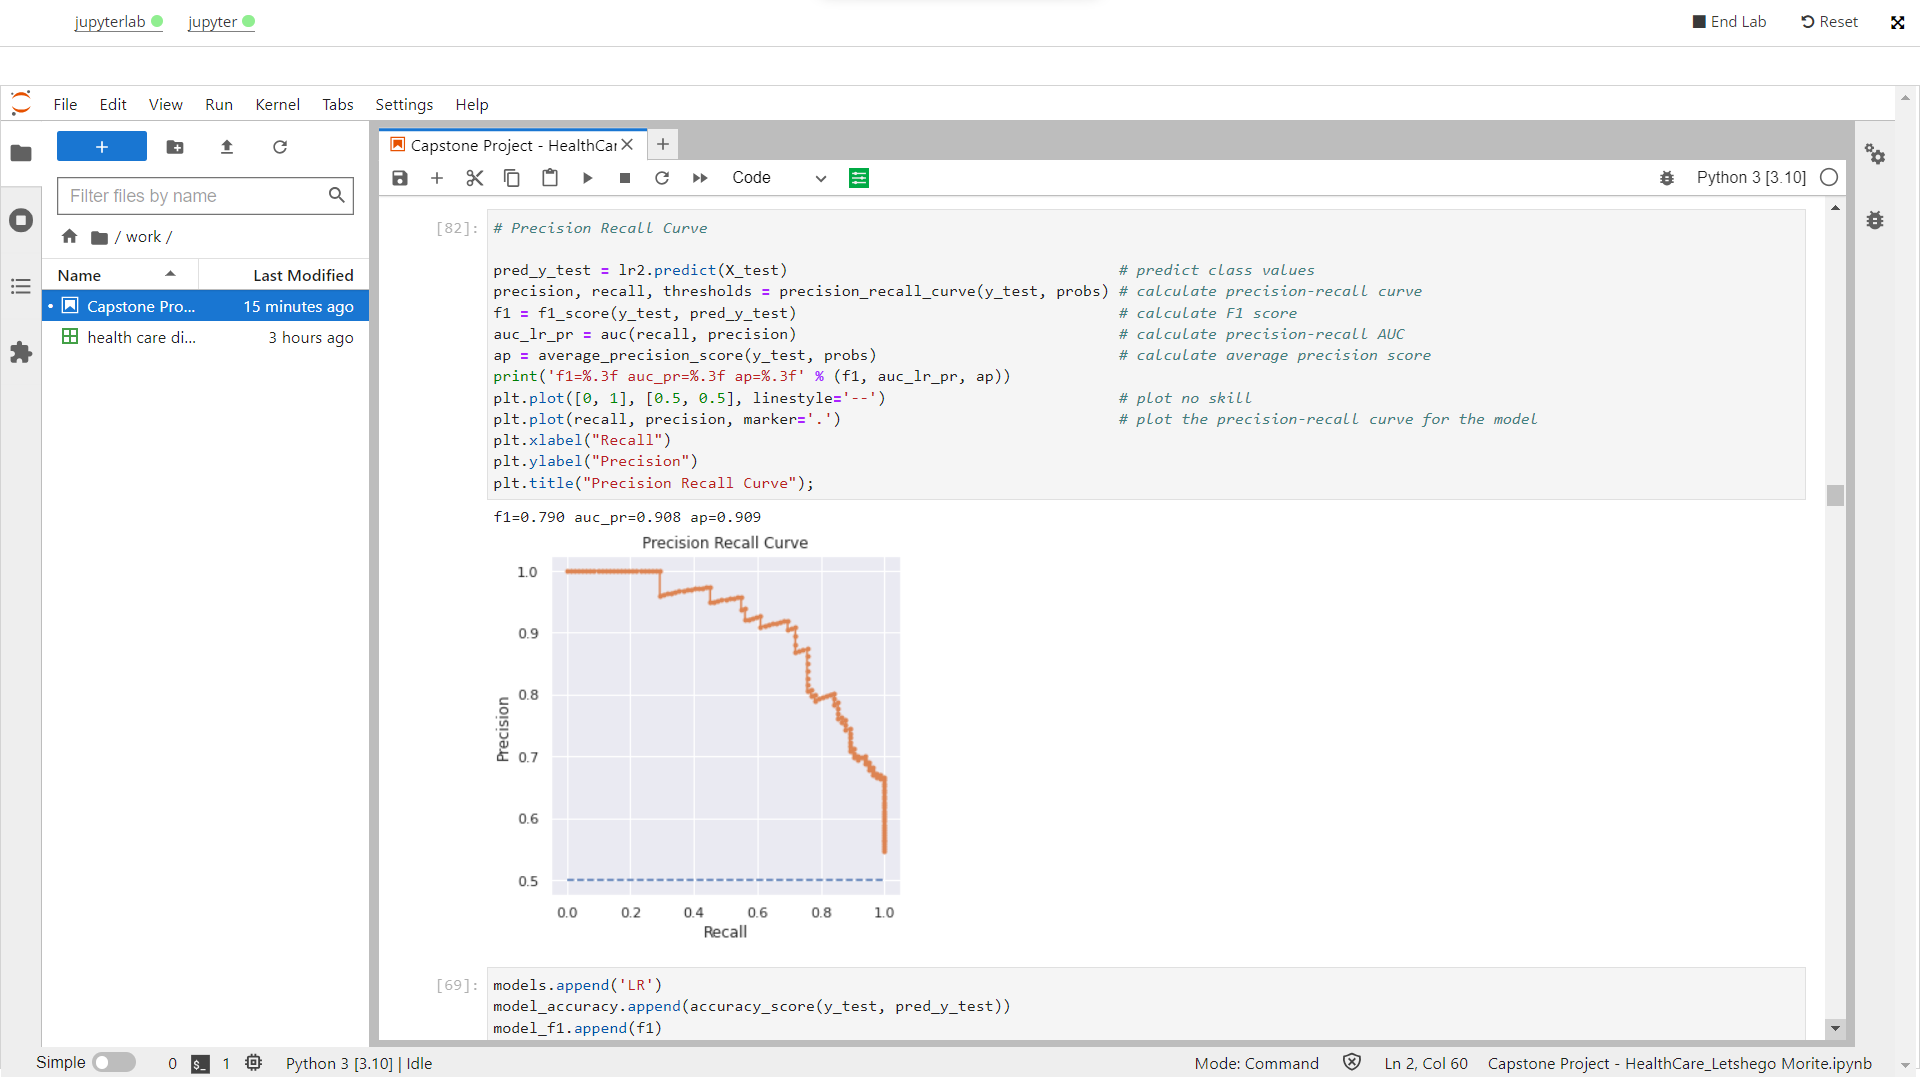 jupyterlab jupyter End Lab Reset
File Edit View Run Kernel Tabs Settings Help
Capstone Project - HealthCar
Filter files by name
/ work /
Name Last Modified
Capstone Pro... 15 minutes ago
health care di... 3 hours ago
Code Python 3 [3.10]
[82]: # Precision Recall Curve
pred_y_test = lr2.predict(X_test) # predict class values
precision, recall, thresholds = precision_recall_curve(y_test, probs) # calculate precision-recall curve
f1 = f1_score(y_test, pred_y_test) # calculate F1 score
auc_lr_pr = auc(recall, precision) # calculate precision-recall AUC
ap = average_precision_score(y_test, probs) # calculate average precision score
print('f1=%.3f auc_pr=%.3f ap=%.3f' % (f1, auc_lr_pr, ap))
plt.plot([0, 1], [0.5, 0.5], linestyle='--') # plot no skill
plt.plot(recall, precision, marker='.') # plot the precision-recall curve for the model
plt.xlabel("Recall")
plt.ylabel("Precision")
plt.title("Precision Recall Curve");
f1=0.790 auc_pr=0.908 ap=0.909
Precision Recall Curve
1.0
0.9
0.8
0.7
0.6
0.5
Precision
0.0 0.2 0.4 0.6 0.8 1.0
Recall
[69]: models.append('LR')
model_accuracy.append(accuracy_score(y_test, pred_y_test))
model_f1.append(f1)
Simple 0 $_ 1 Python 3 [3.10] | Idle Mode: Command Ln 2, Col 60 Capstone Project - HealthCare_Letshego Morite.ipynb